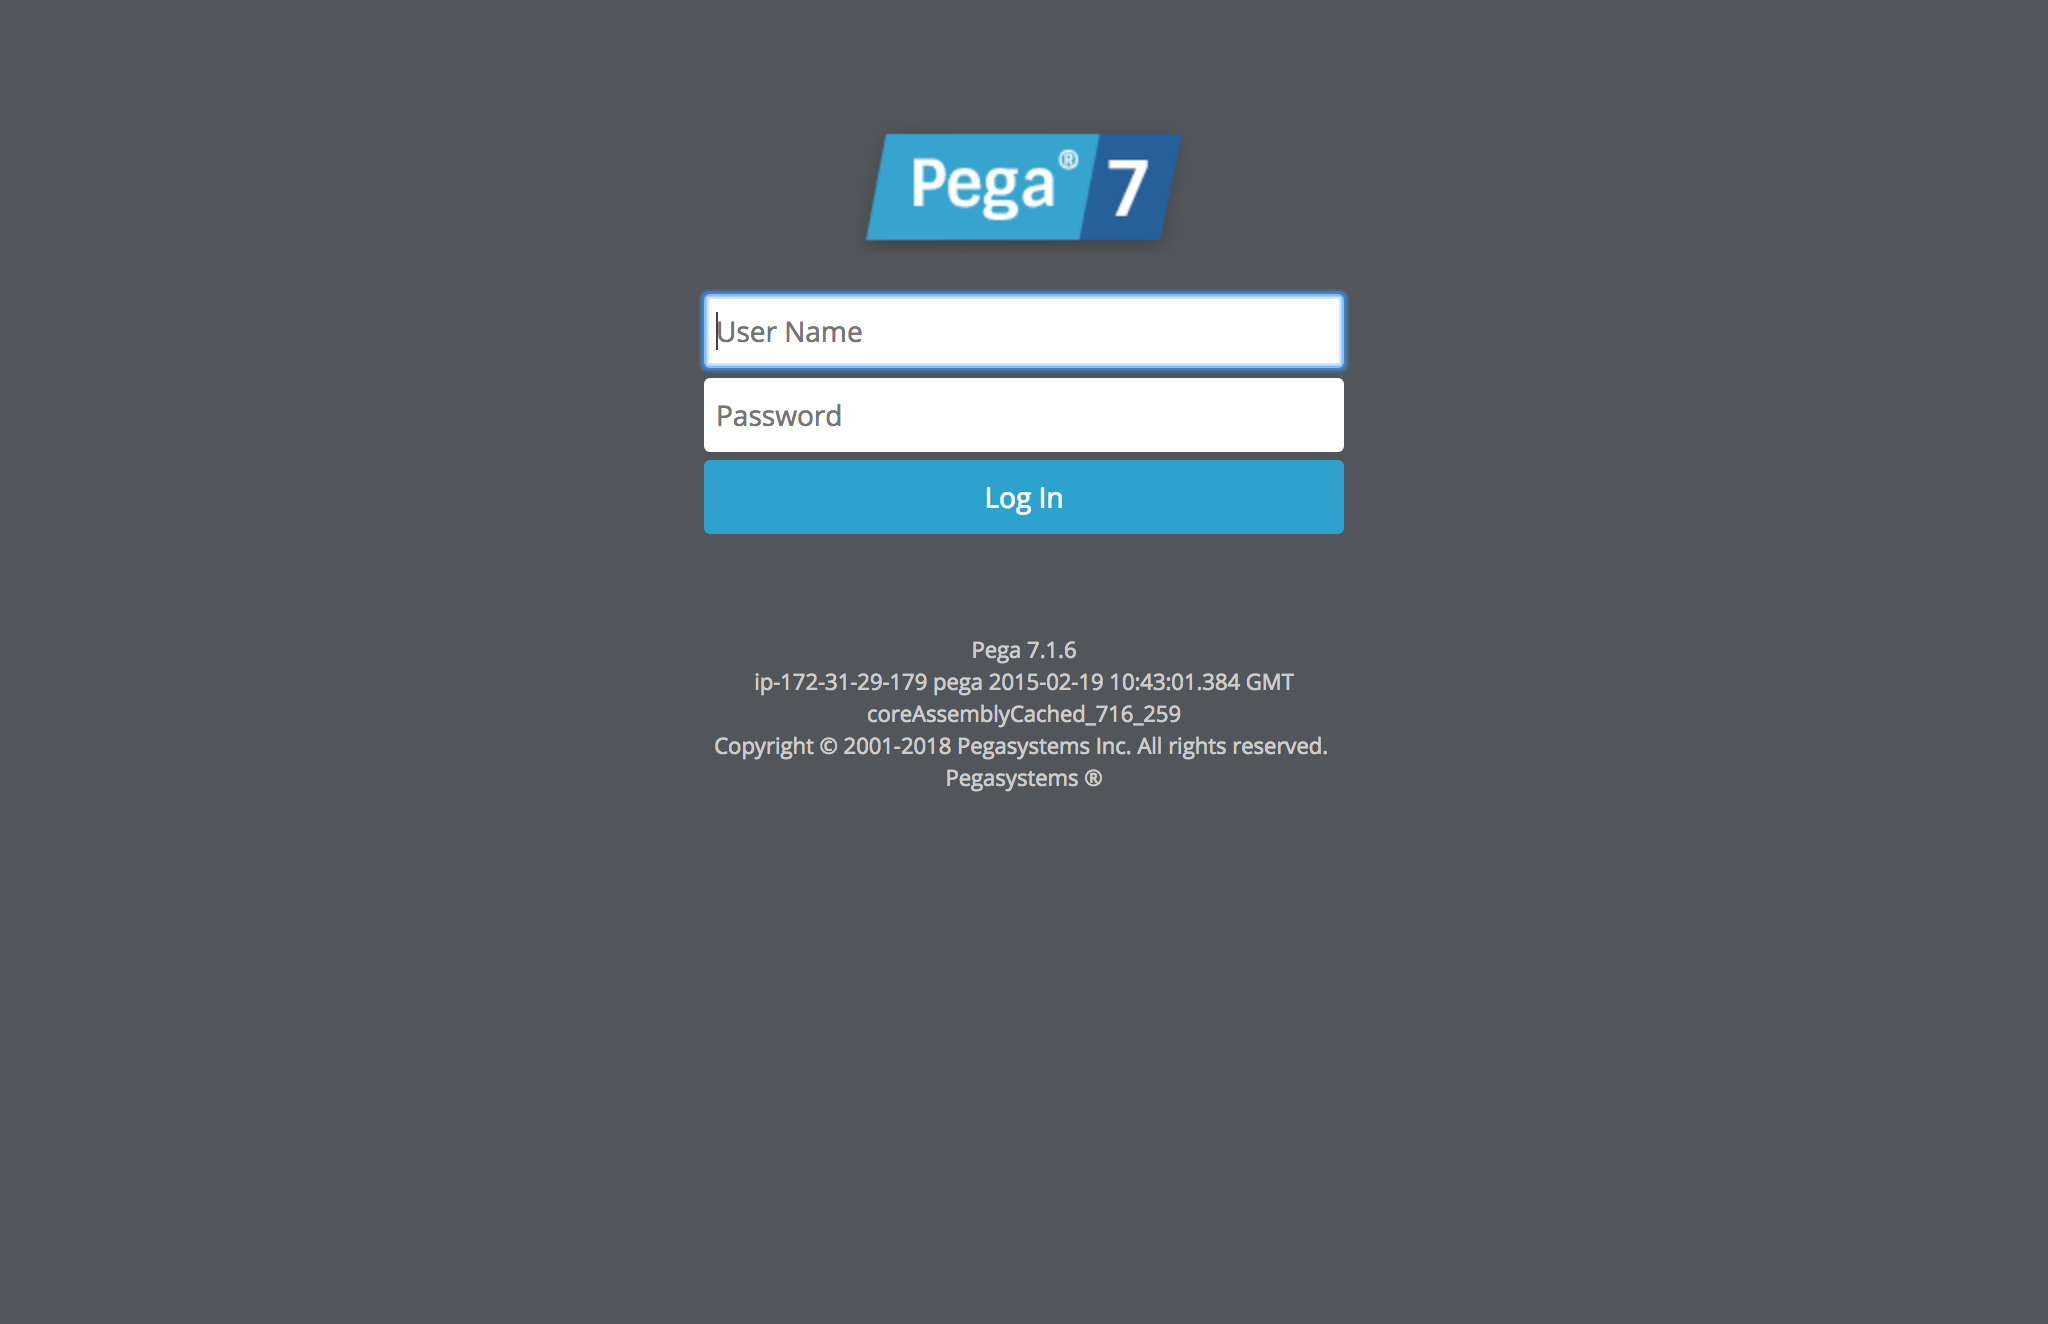 Pega® 7
User Name
Password
Log In
Pega 7.1.6
ip-172-31-29-179 pega 2015-02-19 10:43:01.384 GMT
coreAssemblyCached_716_259
Copyright © 2001-2018 Pegasystems Inc. All rights reserved.
Pegasystems ®